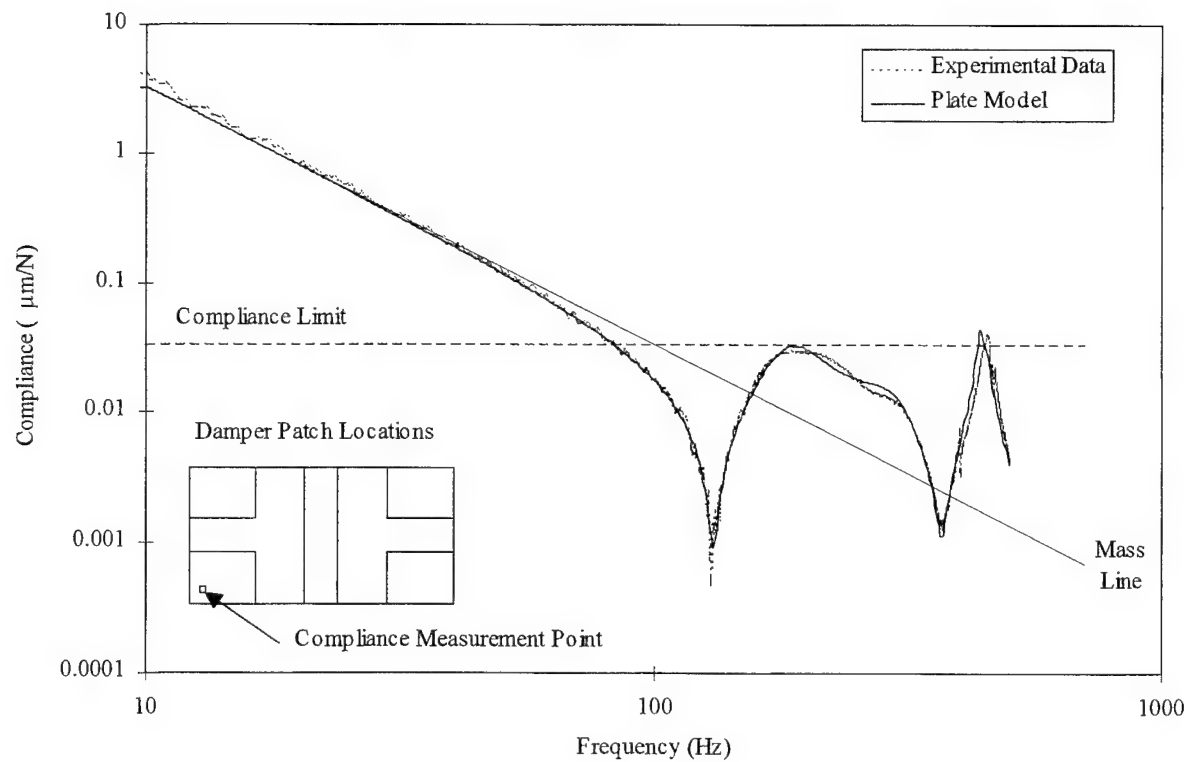 10
1
0.1
0.01
0.001
0.0001
Compliance ( μm/N)
Experimental Data
Plate Model
Compliance Limit
Damper Patch Locations
Compliance Measurement Point
Mass
Line
10
100
1000
Frequency (Hz)